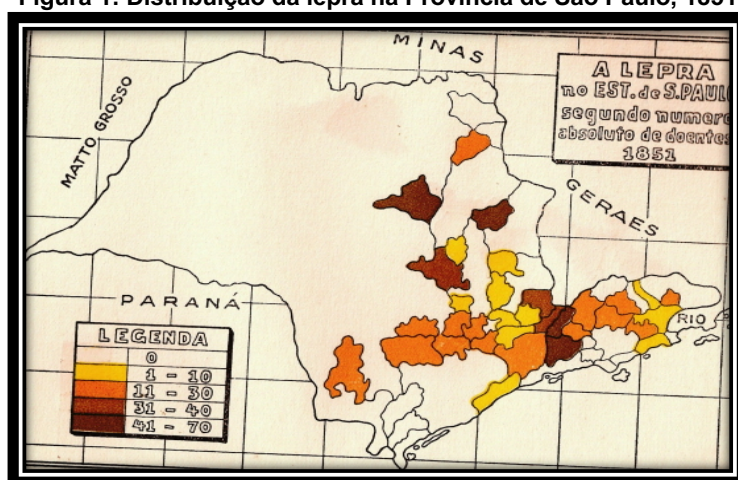 Figura 1: Distribuição da lepra na Província de São Paulo, 1851
MINAS
GERAES
MATTO GROSSO
A LEPRA
no EST. de S. PAULO
segundo numero
absoluto de doentes
1851
PARANÁ
RIO
LEGENDA
0
1 - 10
11 - 30
31 - 40
41 - 70